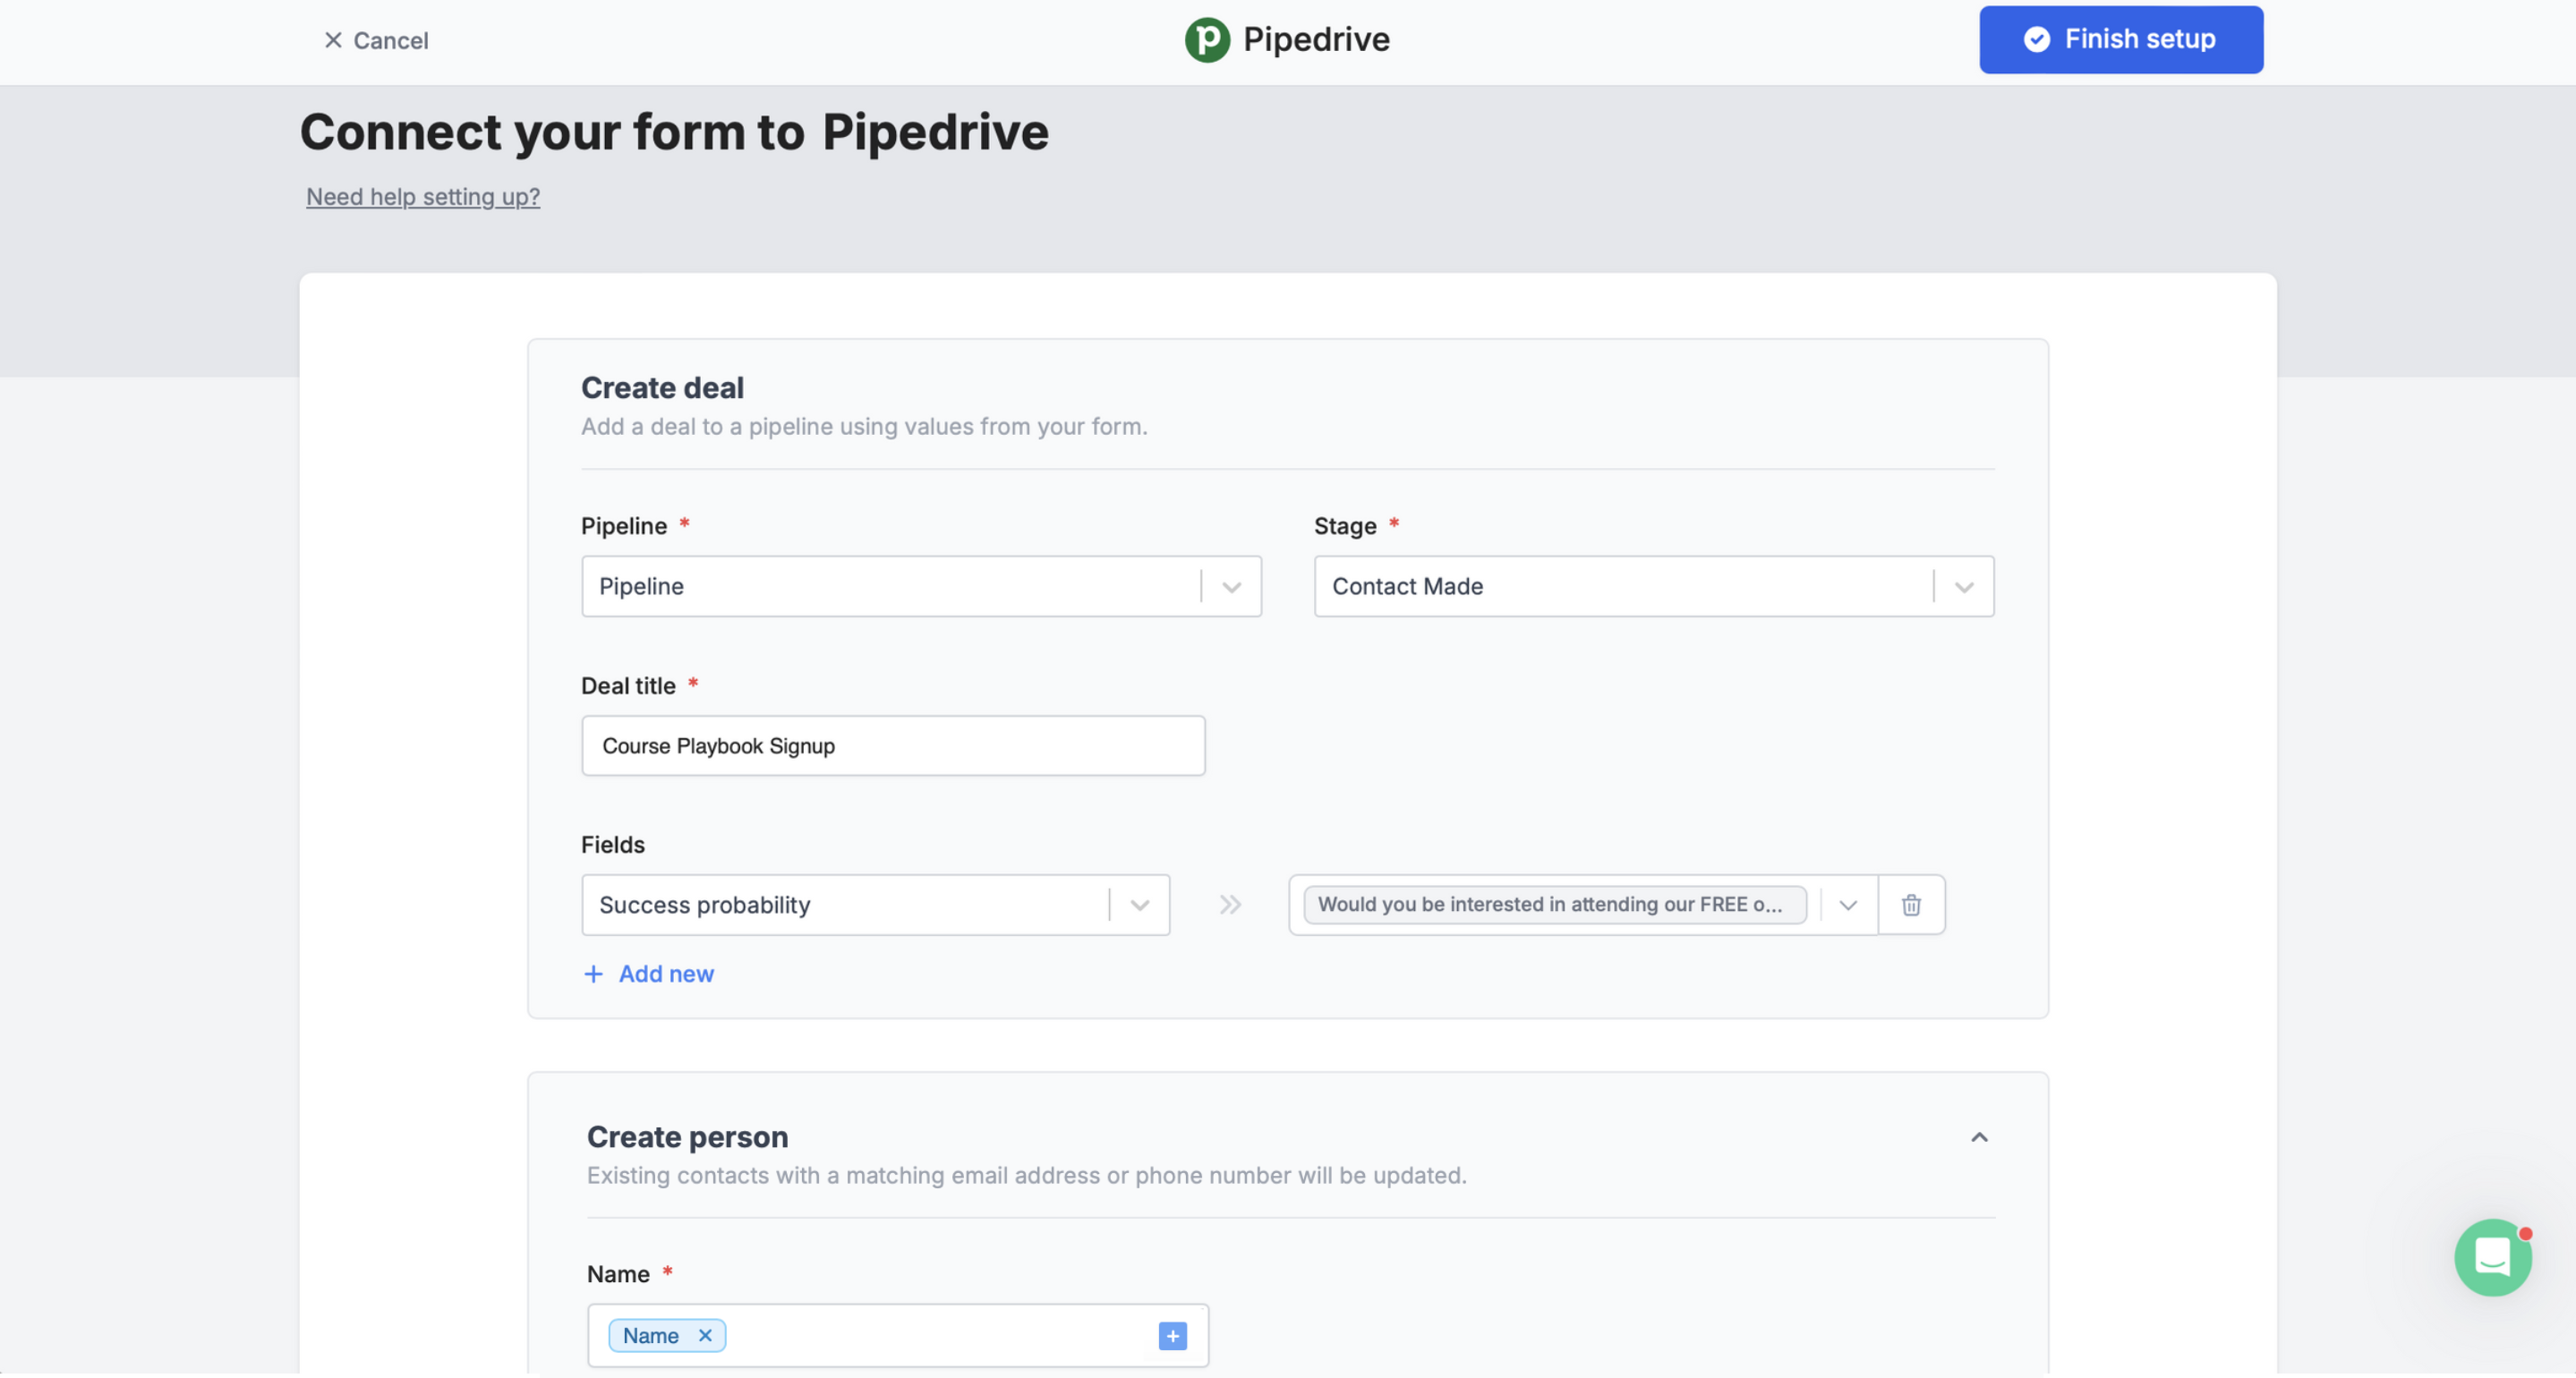 Cancel
Pipedrive
Finish setup
Connect your form to Pipedrive
Need help setting up?
Create deal
Add a deal to a pipeline using values from your form.
Pipeline *
Stage *
Pipeline
Contact Made
Deal title *
Course Playbook Signup
Fields
Success probability
Would you be interested in attending our FREE o...
+ Add new
Create person
Existing contacts with a matching email address or phone number will be updated.
Name *
Name